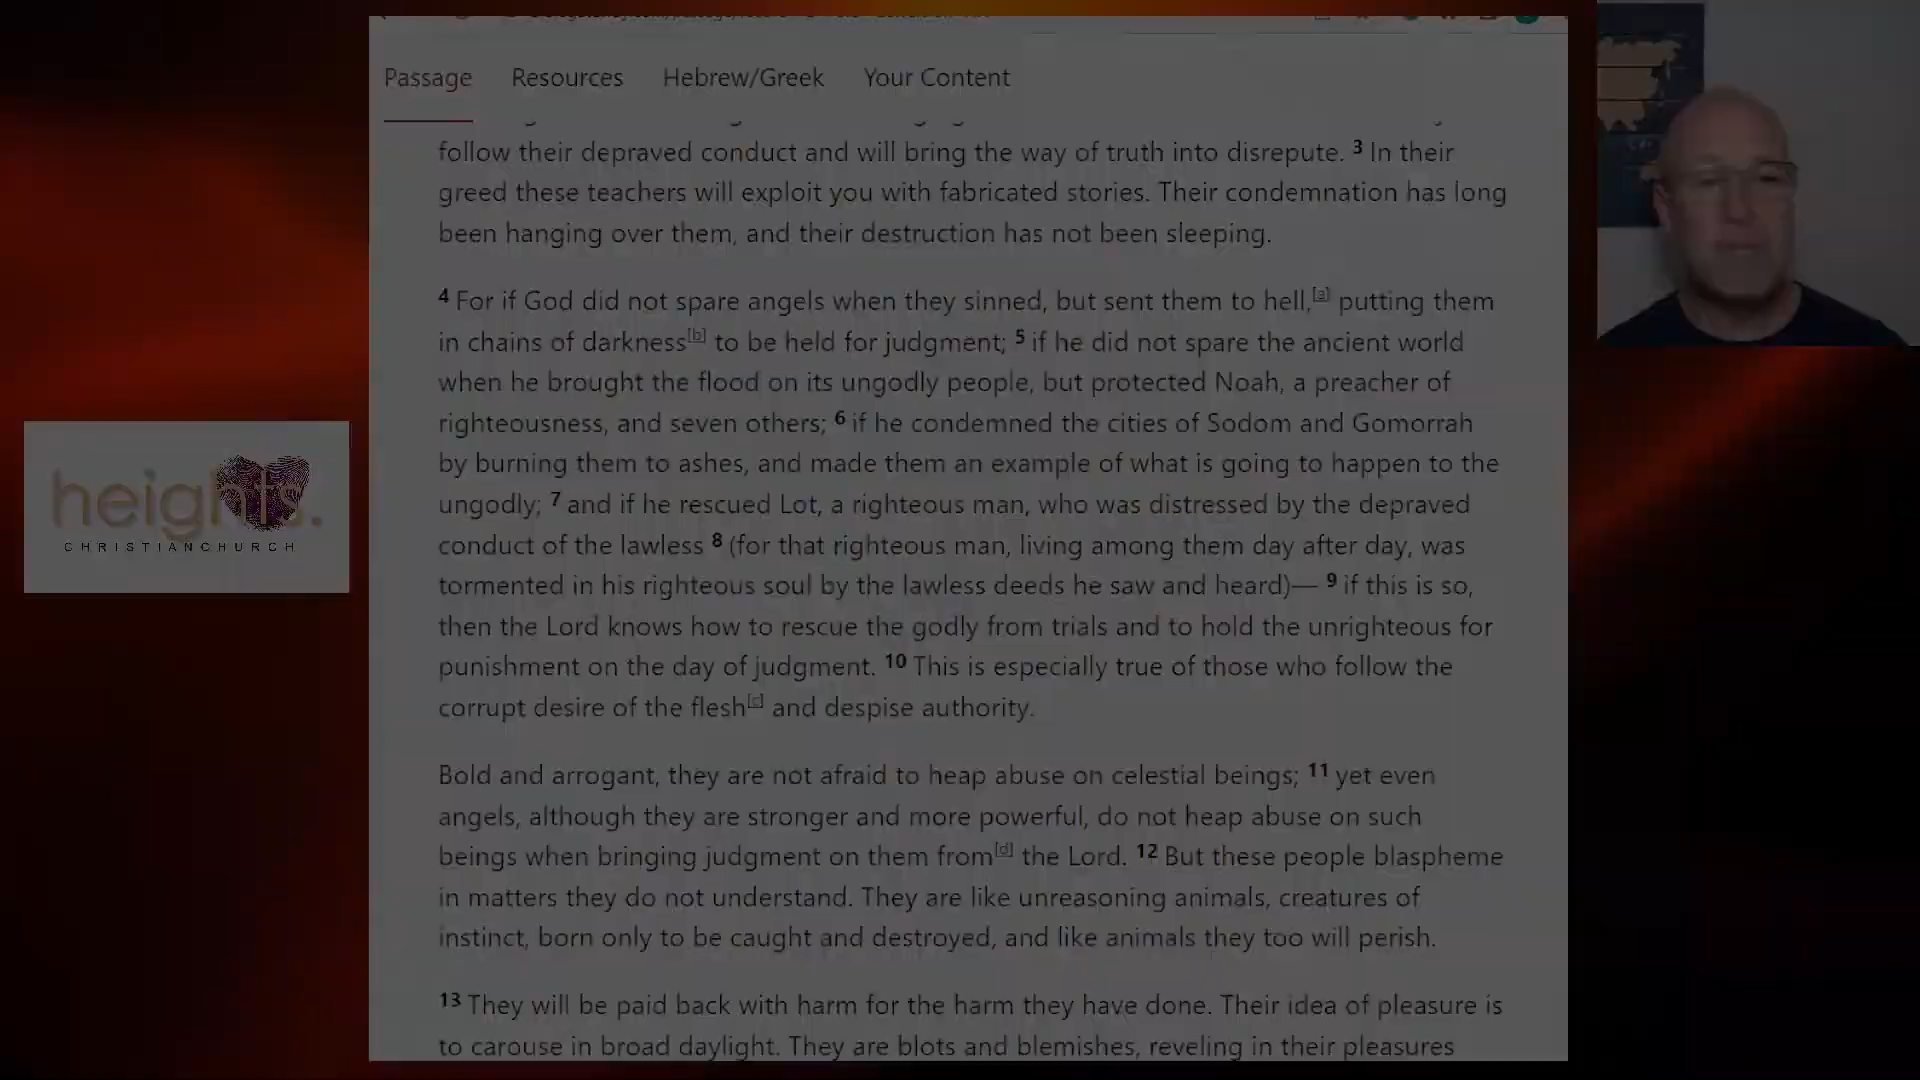 Passage Resources Hebrew/Greek Your Content
follow their depraved conduct and will bring the way of truth into disrepute. 3 In their
greed these teachers will exploit you with fabricated stories. Their condemnation has long
been hanging over them, and their destruction has not been sleeping.
4 For if God did not spare angels when they sinned, but sent them to hell,[a] putting them
in chains of darkness[b] to be held for judgment; 5 if he did not spare the ancient world
when he brought the flood on its ungodly people, but protected Noah, a preacher of
righteousness, and seven others; 6 if he condemned the cities of Sodom and Gomorrah
by burning them to ashes, and made them an example of what is going to happen to the
ungodly; 7 and if he rescued Lot, a righteous man, who was distressed by the depraved
conduct of the lawless 8 (for that righteous man, living among them day after day, was
tormented in his righteous soul by the lawless deeds he saw and heard)— 9 if this is so,
then the Lord knows how to rescue the godly from trials and to hold the unrighteous for
punishment on the day of judgment. 10 This is especially true of those who follow the
corrupt desire of the flesh[c] and despise authority.
Bold and arrogant, they are not afraid to heap abuse on celestial beings; 11 yet even
angels, although they are stronger and more powerful, do not heap abuse on such
beings when bringing judgment on them from[d] the Lord. 12 But these people blaspheme
in matters they do not understand. They are like unreasoning animals, creatures of
instinct, born only to be caught and destroyed, and like animals they too will perish.
13 They will be paid back with harm for the harm they have done. Their idea of pleasure is
to carouse in broad daylight. They are blots and blemishes, reveling in their pleasures
heights.
CHRISTIANCHURCH